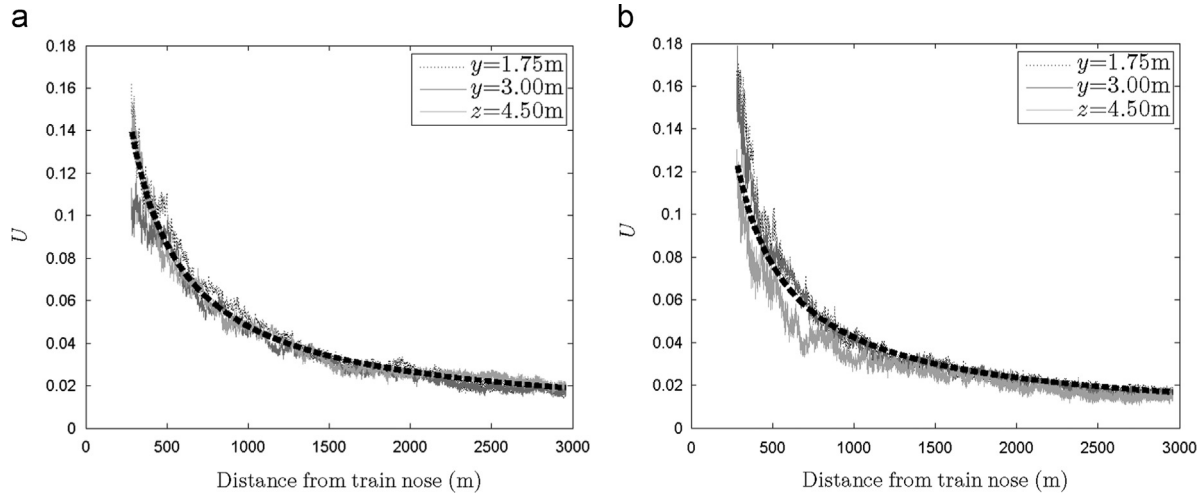 a
0.18
0.16
0.14
0.12
0.1
0.08
0.06
0.04
0.02
0
U
y=1.75m
y=3.00m
z=4.50m
0 500 1000 1500 2000 2500 3000
Distance from train nose (m)
b
0.18
0.16
0.14
0.12
0.1
0.08
0.06
0.04
0.02
0
U
y=1.75m
y=3.00m
z=4.50m
0 500 1000 1500 2000 2500 3000
Distance from train nose (m)